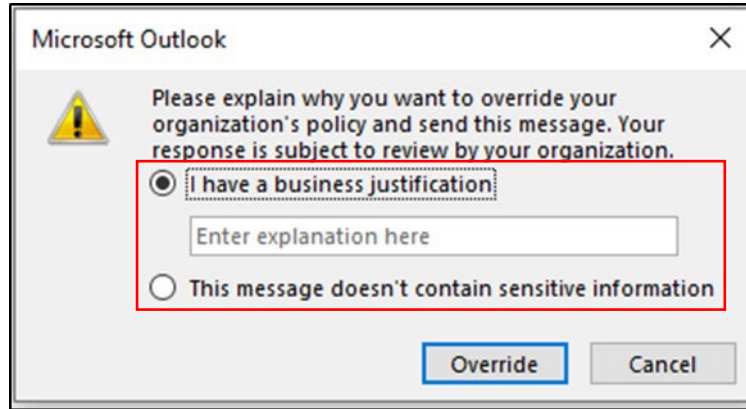 Microsoft Outlook
Please explain why you want to override your
organization's policy and send this message. Your
response is subject to review by your organization.
I have a business justification
Enter explanation here
This message doesn't contain sensitive information
Override Cancel